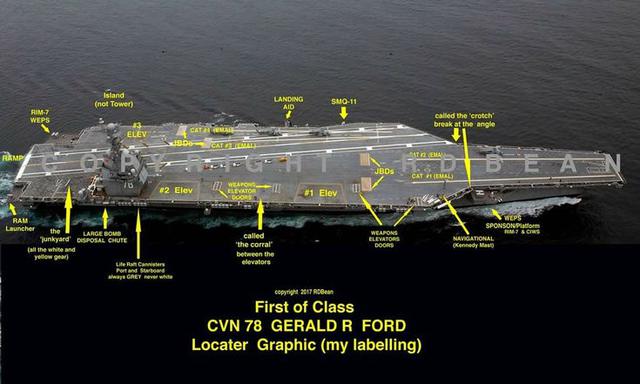 Island
(not Tower)
RIM-7
WEPS
#3
ELEV
LANDING
AID
SMQ-11
called the 'crotch'
break at the angle
CAT #4 (EMAL)
JBDs
CAT #3 (EMAL)
RAMP
COPYRIGHT RDBEAN
CAT #2 (EMAL)
JBDs
CAT #1 (EMAL)
78
#2 Elev
WEAPONS
ELEVATOR
DOORS
#1 Elev
RAM
Launcher
the
'junkyard'
(all the white and
yellow gear)
LARGE BOMB
DISPOSAL CHUTE
Life Raft Cannisters
Port and Starboard
always GREY never white
called
'the corral'
between the
elevators
WEAPONS
ELEVATORS
DOORS
NAVIGATIONAL
(Kennedy Mast)
WEPS
SPONSON/Platform
RIM-7 & CIWS
copyright 2017 RDBean
First of Class
CVN 78 GERALD R FORD
Locater Graphic (my labelling)